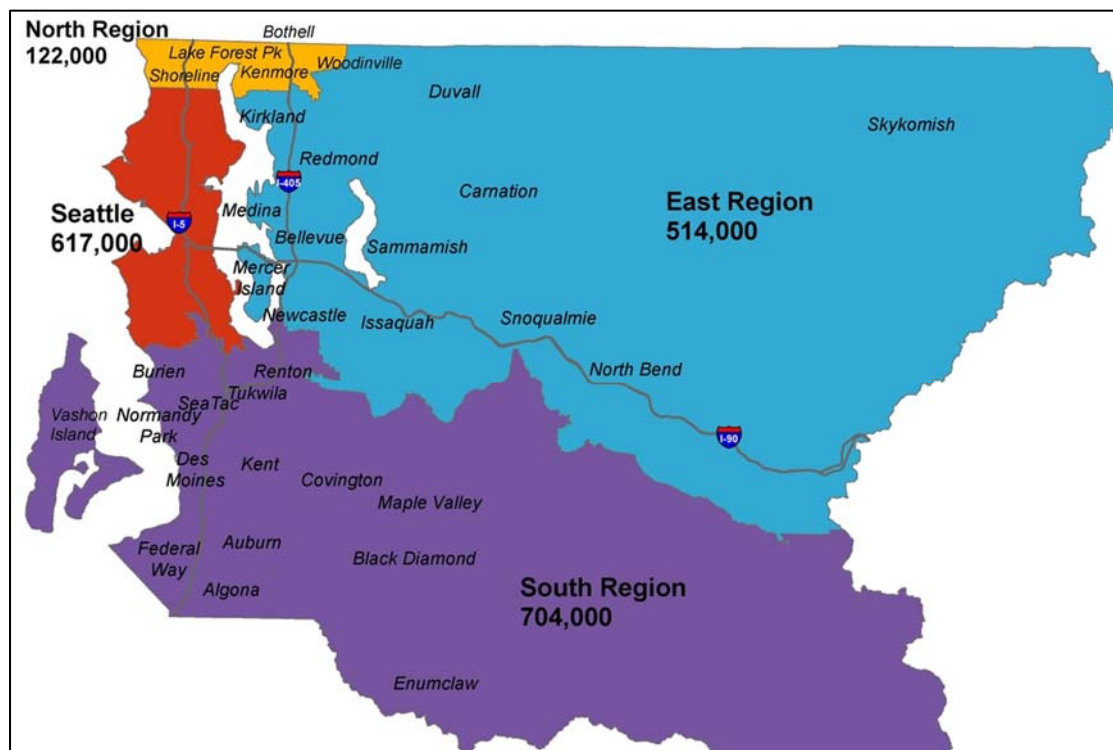 North Region
122,000
Bothell
Lake Forest Pk
Woodinville
Shoreline
Kenmore
Duvall
Kirkland
Skykomish
Redmond
I-405
Carnation
East Region
514,000
Seattle
617,000
I-5
Medina
Bellevue
Sammamish
Mercer
Island
Newcastle
Issaquah
Snoqualmie
North Bend
I-90
Burien
Renton
Tukwila
SeaTac
Vashon
Island
Normandy
Park
Des
Moines
Kent
Covington
Maple Valley
Federal
Way
Auburn
Black Diamond
Algona
South Region
704,000
Enumclaw